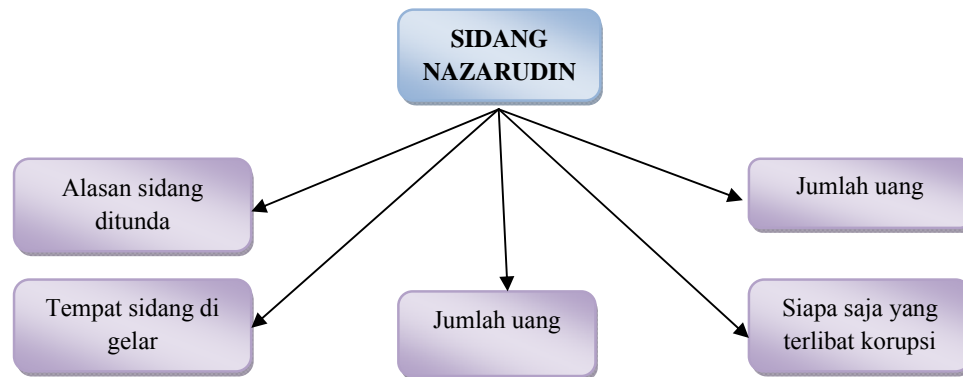 SIDANG
NAZARUDIN
Alasan sidang
ditunda
Jumlah uang
Tempat sidang di
gelar
Jumlah uang
Siapa saja yang
terlibat korupsi